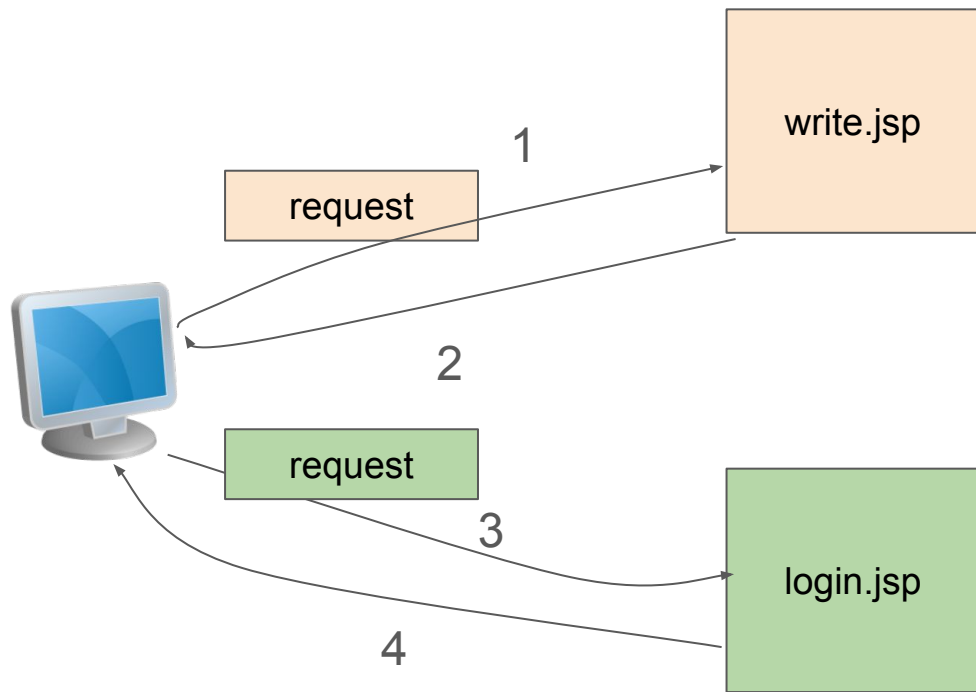 write.jsp
1
request
2
request
3
login.jsp
4